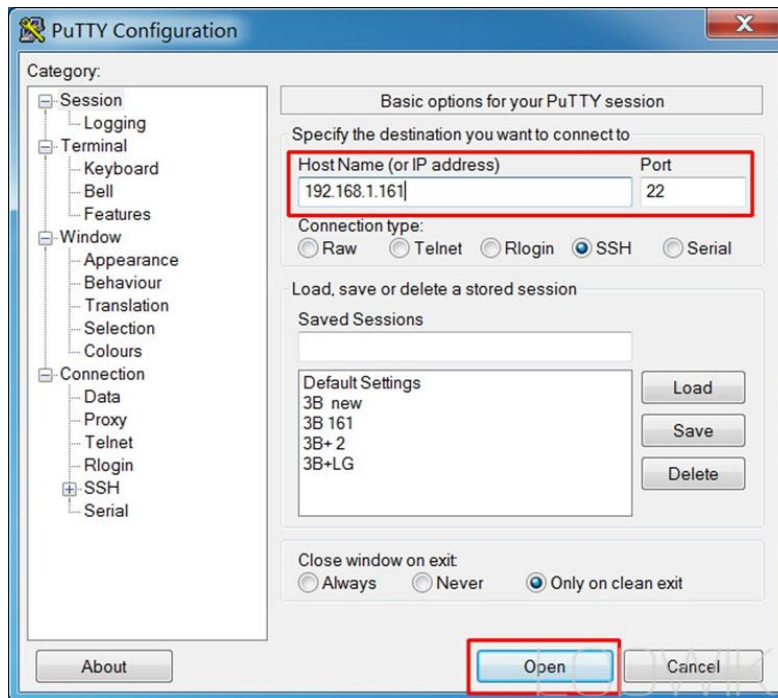 PuTTY Configuration
X
Category:
Session
Logging
Terminal
Keyboard
Bell
Features
Window
Appearance
Behaviour
Translation
Selection
Colours
Connection
Data
Proxy
Telnet
Rlogin
SSH
Serial
Basic options for your PuTTY session
Specify the destination you want to connect to
Host Name (or IP address) Port
192.168.1.161 22
Connection type:
Raw Telnet Rlogin SSH Serial
Load, save or delete a stored session
Saved Sessions
Default Settings
3B new
3B 161
3B+ 2
3B+LG
Load
Save
Delete
Close window on exit:
Always Never Only on clean exit
About Open Cancel